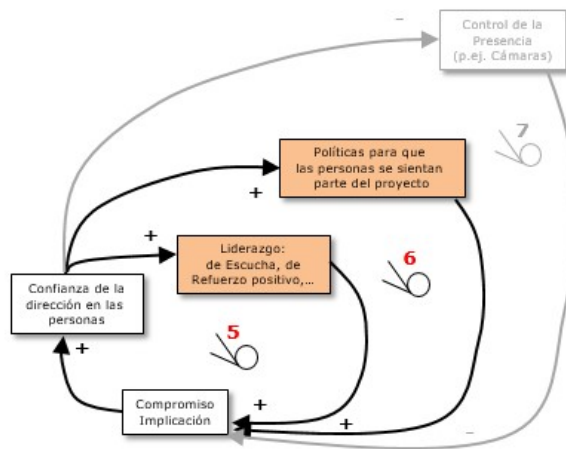 –
Control de la
Presencia
(p.ej. Cámaras)
7
Políticas para que
las personas se sientan
parte del proyecto
+
+
Liderazgo:
de Escucha, de
Refuerzo positivo,...
6
Confianza de la
dirección en las
personas
5
+
Compromiso
Implicación
+
+
–